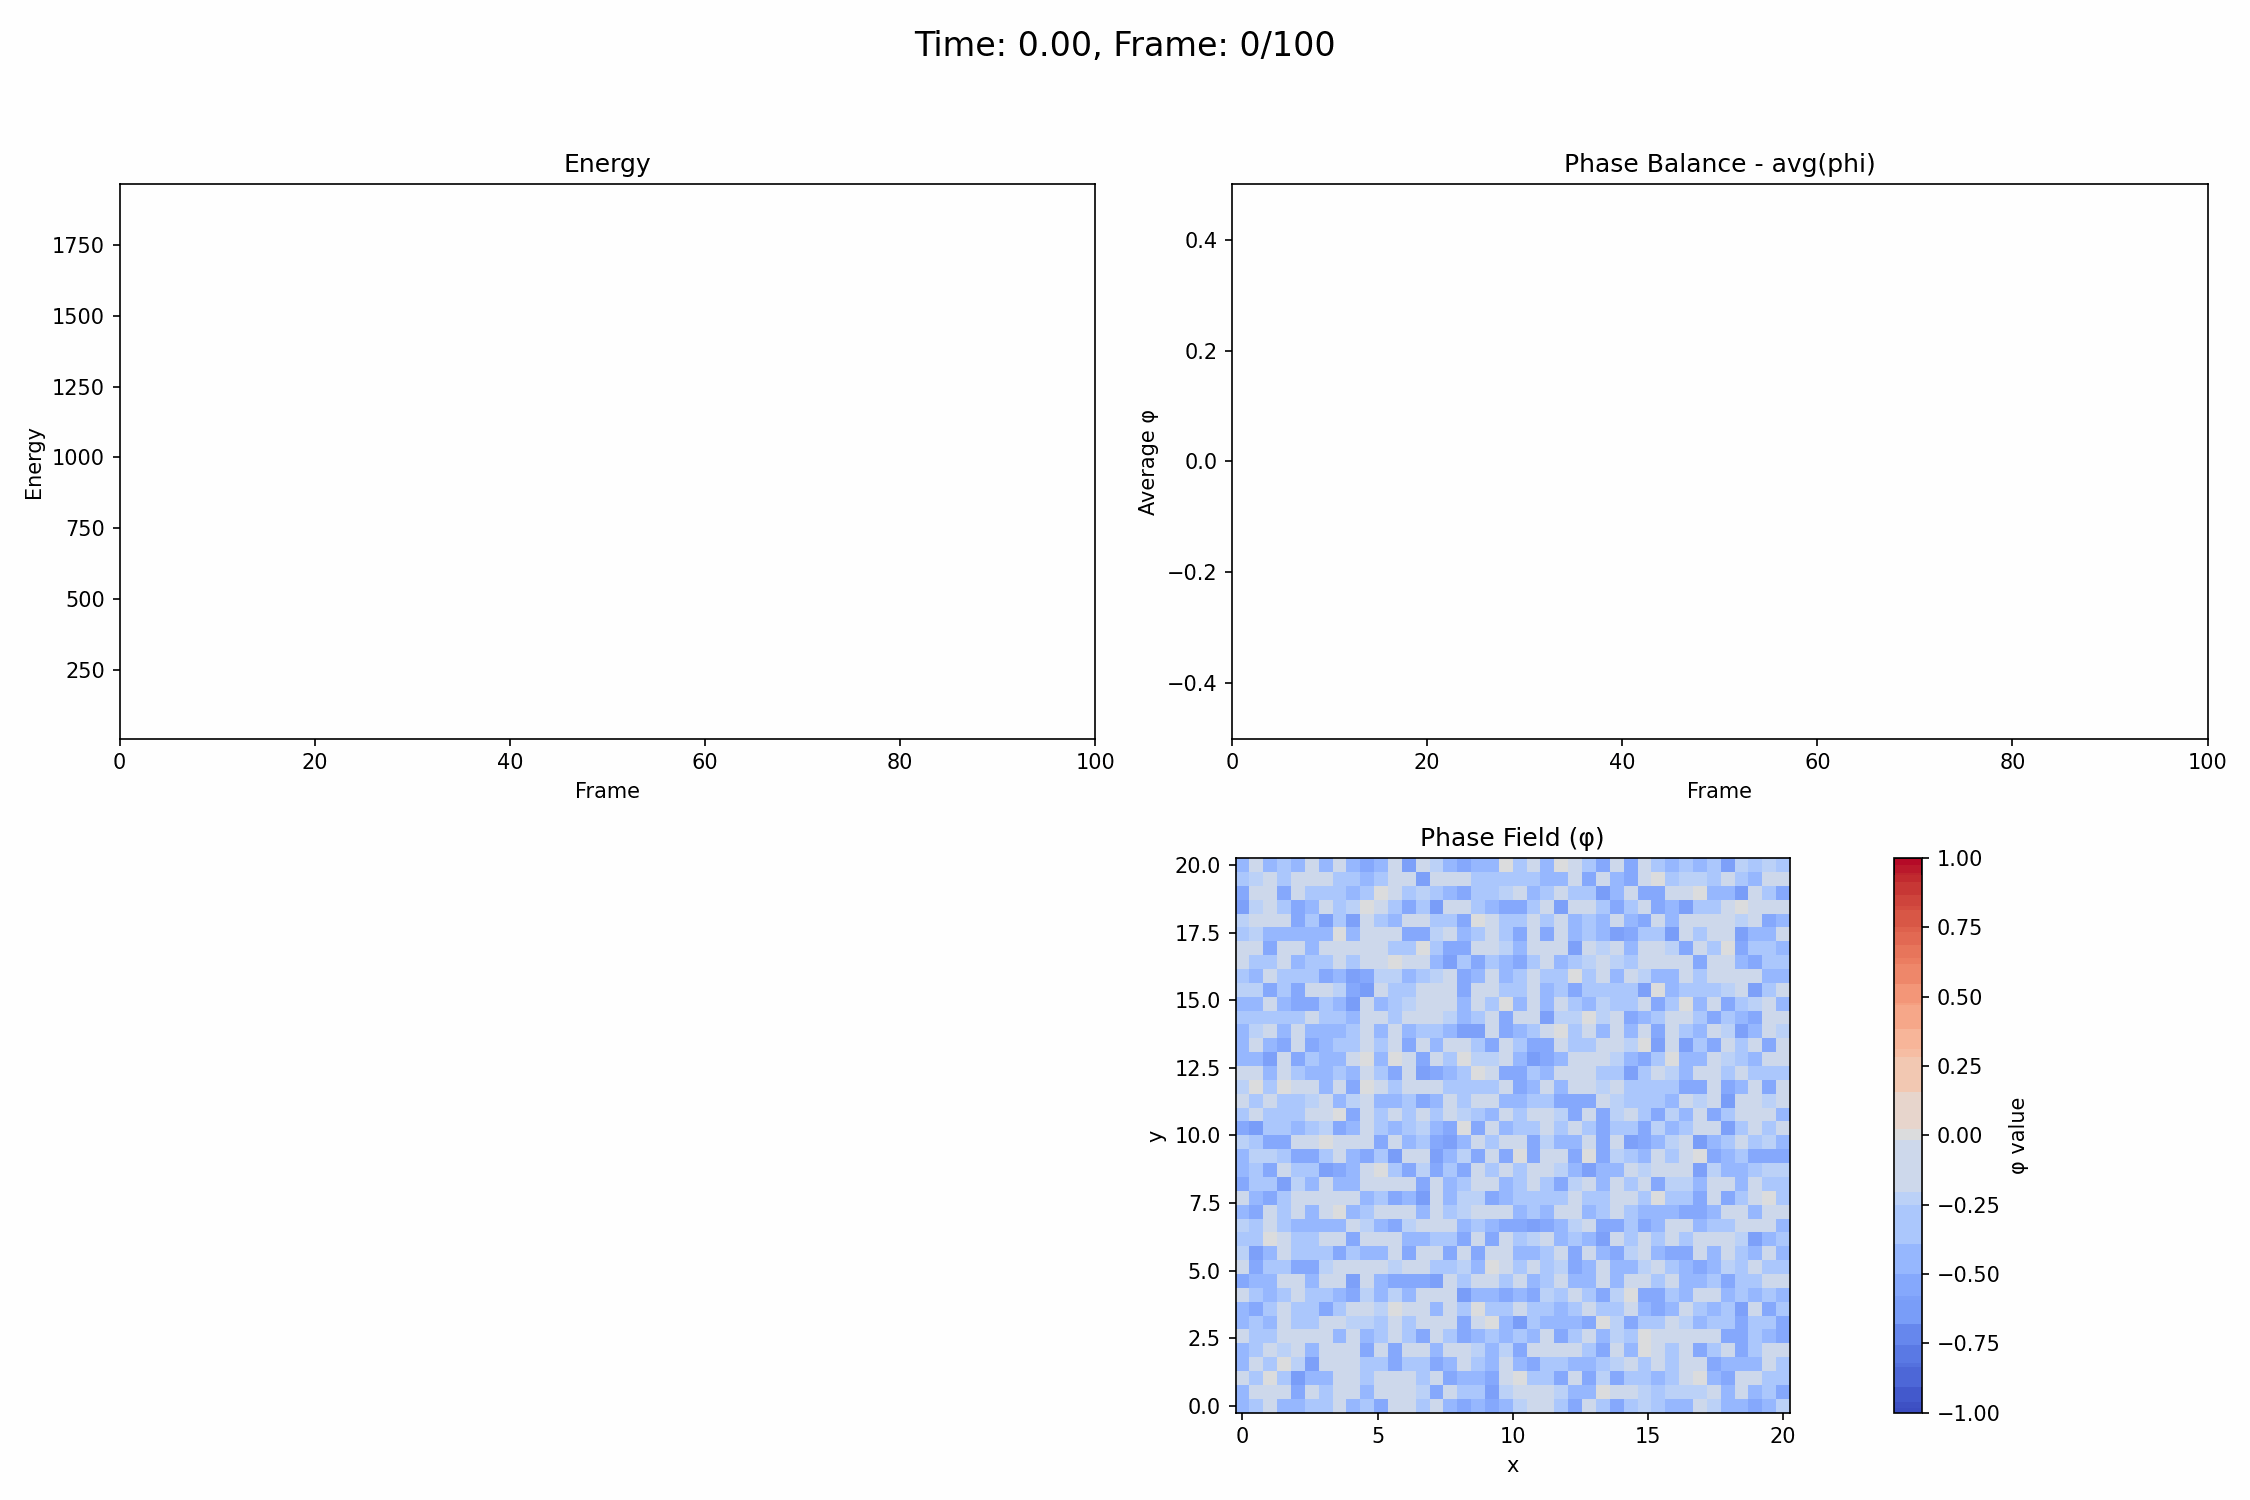 Time: 0.00, Frame: 0/100
Energy
1750
1500
1250
1000
750
500
250
Energy
0 20 40 60 80 100
Frame
Phase Balance - avg(phi)
0.4
0.2
0.0
−0.2
−0.4
Average φ
0 20 40 60 80 100
Frame
Phase Field (φ)
20.0
17.5
15.0
12.5
10.0
7.5
5.0
2.5
0.0
y
0 5 10 15 20
x
1.00
0.75
0.50
0.25
0.00
−0.25
−0.50
−0.75
−1.00
φ value